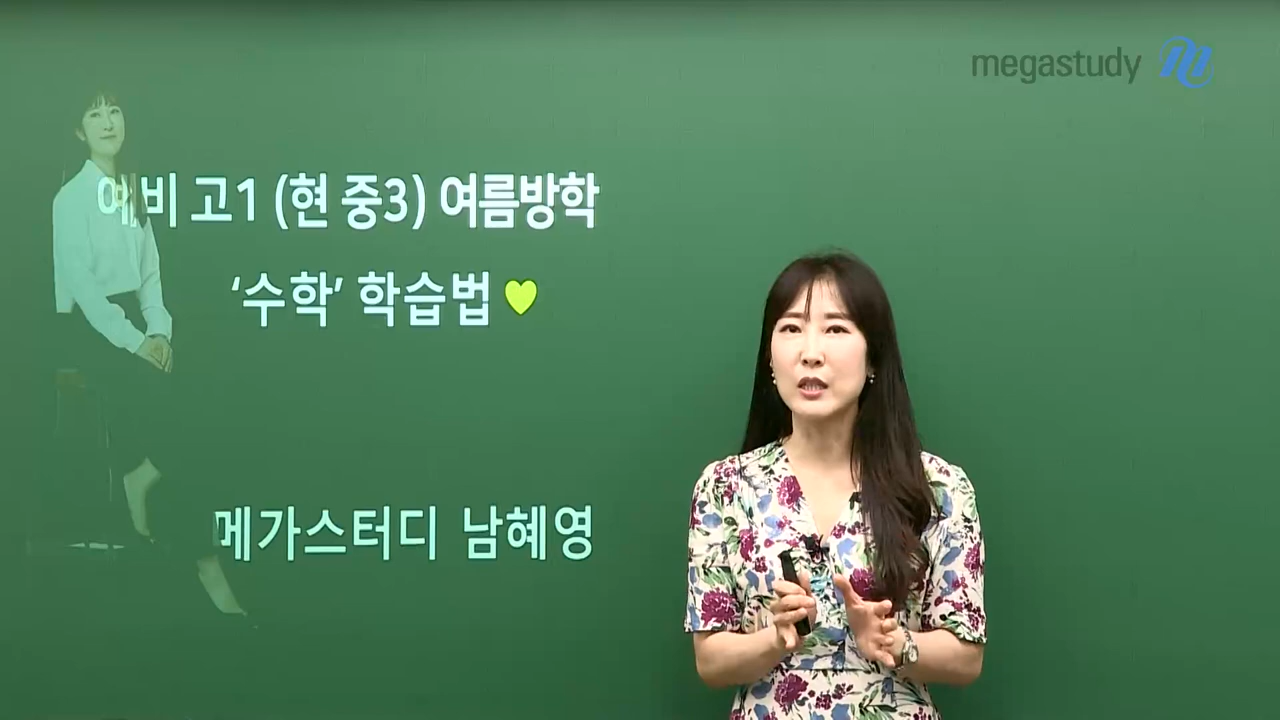 megastudy
예비 고1 (현 중3) 여름방학
‘수학’ 학습법
메가스터디 남혜영